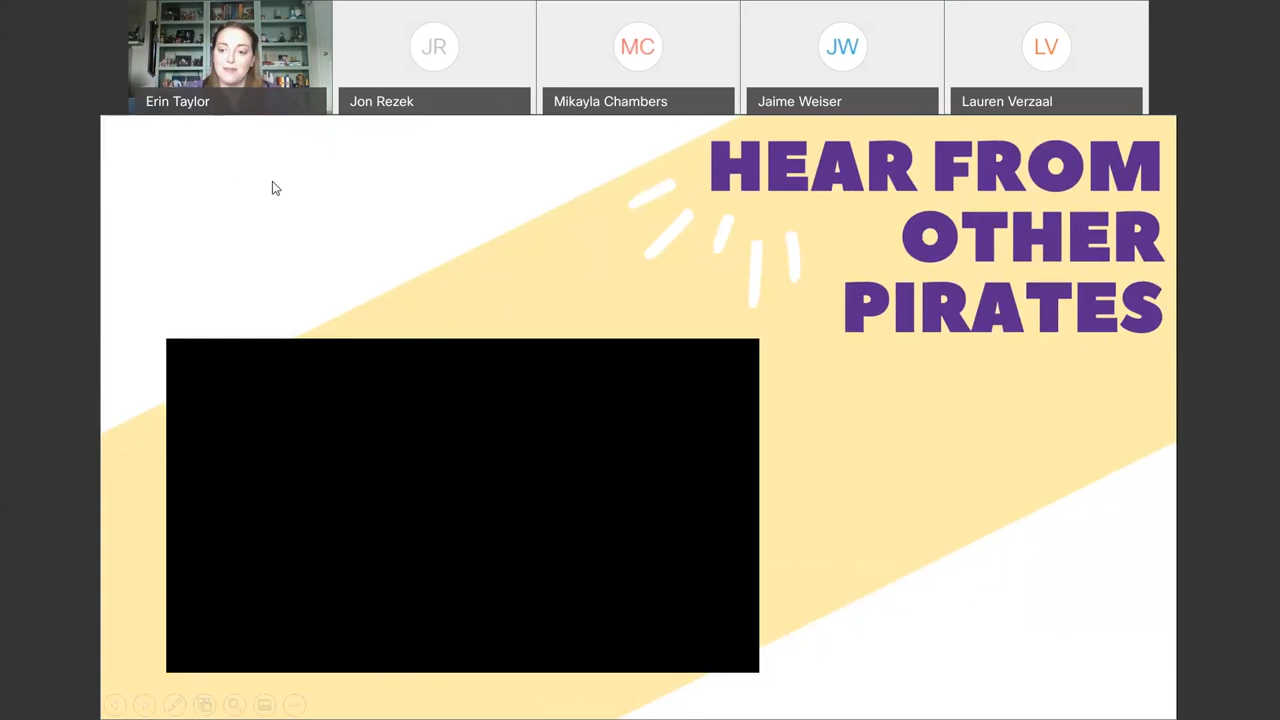 JR
MC
JW
LV
Erin Taylor
Jon Rezek
Mikayla Chambers
Jaime Weiser
Lauren Verzaal
HEAR FROM
OTHER
PIRATES